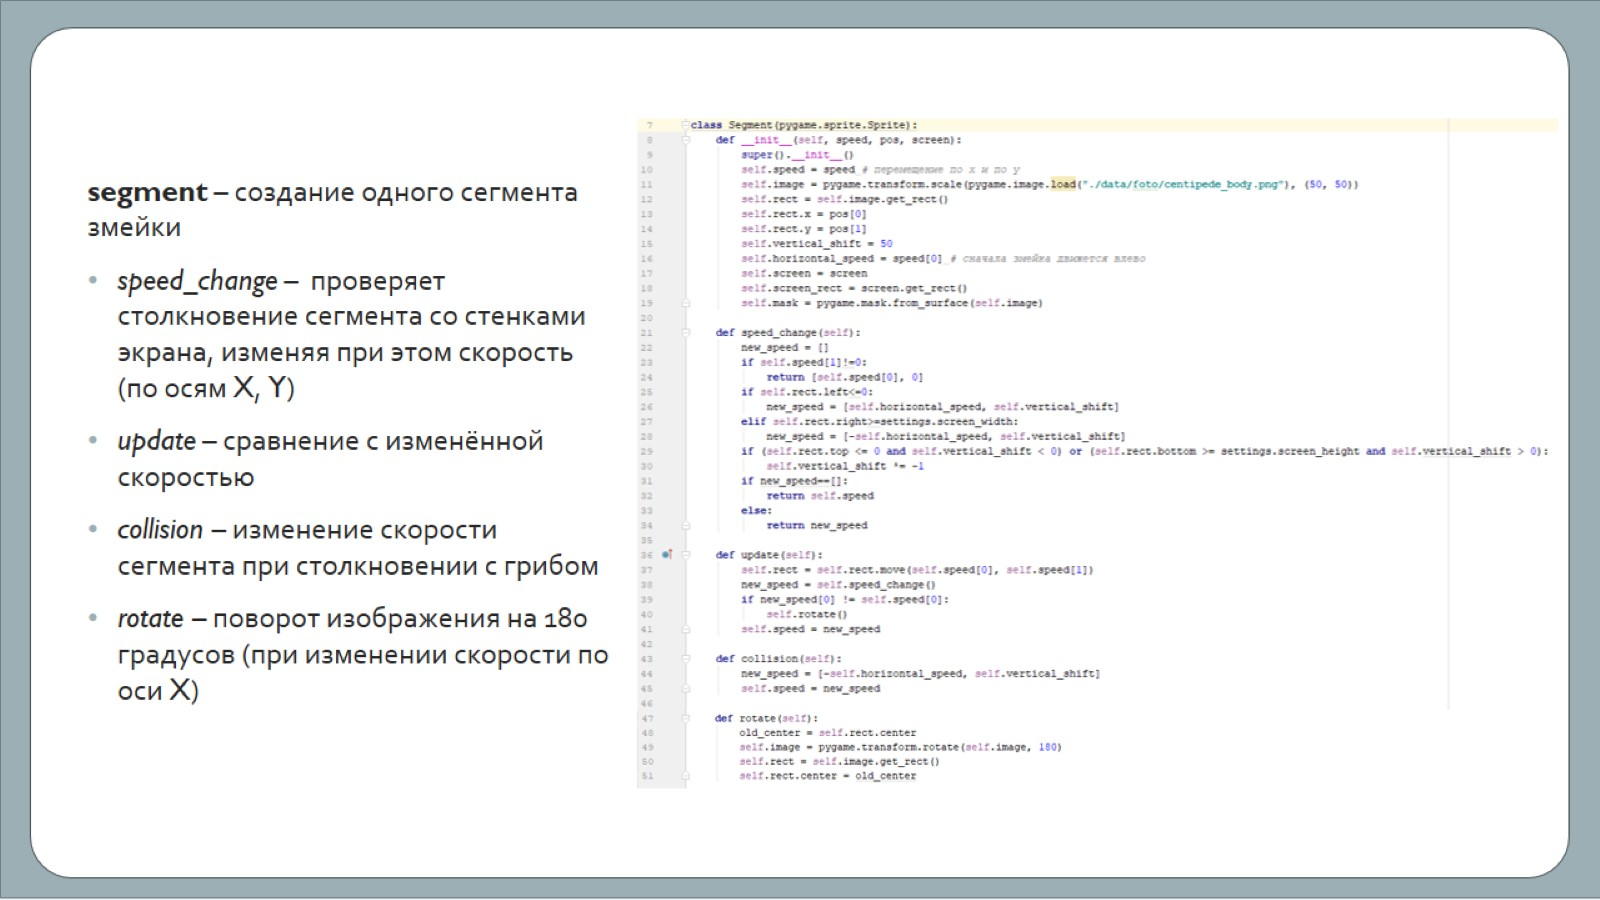 segment – создание одного сегмента
змейки
• speed_change – проверяет
столкновение сегмента со стенками
экрана, изменяя при этом скорость
(по осям X, Y)
• update – сравнение с изменённой
скоростью
• collision – изменение скорости
сегмента при столкновении с грибом
• rotate – поворот изображения на 180
градусов (при изменении скорости по
оси X)
7 class Segment(pygame.sprite.Sprite):
8 def __init__(self, speed, pos, screen):
9 super().__init__()
10 self.speed = speed # перемещение по x и по y
11 self.image = pygame.transform.scale(pygame.image.load("./data/foto/centipede_body.png"), (50, 50))
12 self.rect = self.image.get_rect()
13 self.rect.x = pos[0]
14 self.rect.y = pos[1]
15 self.vertical_shift = 50
16 self.horizontal_speed = speed[0] # сначала змейка движется влево
17 self.screen = screen
18 self.screen_rect = screen.get_rect()
19 self.mask = pygame.mask.from_surface(self.image)
20
21 def speed_change(self):
22 new_speed = []
23 if self.speed[1]!=0:
24 return [self.speed[0], 0]
25 if self.rect.left<=0:
26 new_speed = [self.horizontal_speed, self.vertical_shift]
27 elif self.rect.right>=settings.screen_width:
28 new_speed = [-self.horizontal_speed, self.vertical_shift]
29 if (self.rect.top <= 0 and self.vertical_shift < 0) or (self.rect.bottom >= settings.screen_height and self.vertical_shift > 0):
30 self.vertical_shift *= -1
31 if new_speed==[]:
32 return self.speed
33 else:
34 return new_speed
35
36 def update(self):
37 self.rect = self.rect.move(self.speed[0], self.speed[1])
38 new_speed = self.speed_change()
39 if new_speed[0] != self.speed[0]:
40 self.rotate()
41 self.speed = new_speed
42
43 def collision(self):
44 new_speed = [-self.horizontal_speed, self.vertical_shift]
45 self.speed = new_speed
46
47 def rotate(self):
48 old_center = self.rect.center
49 self.image = pygame.transform.rotate(self.image, 180)
50 self.rect = self.image.get_rect()
51 self.rect.center = old_center